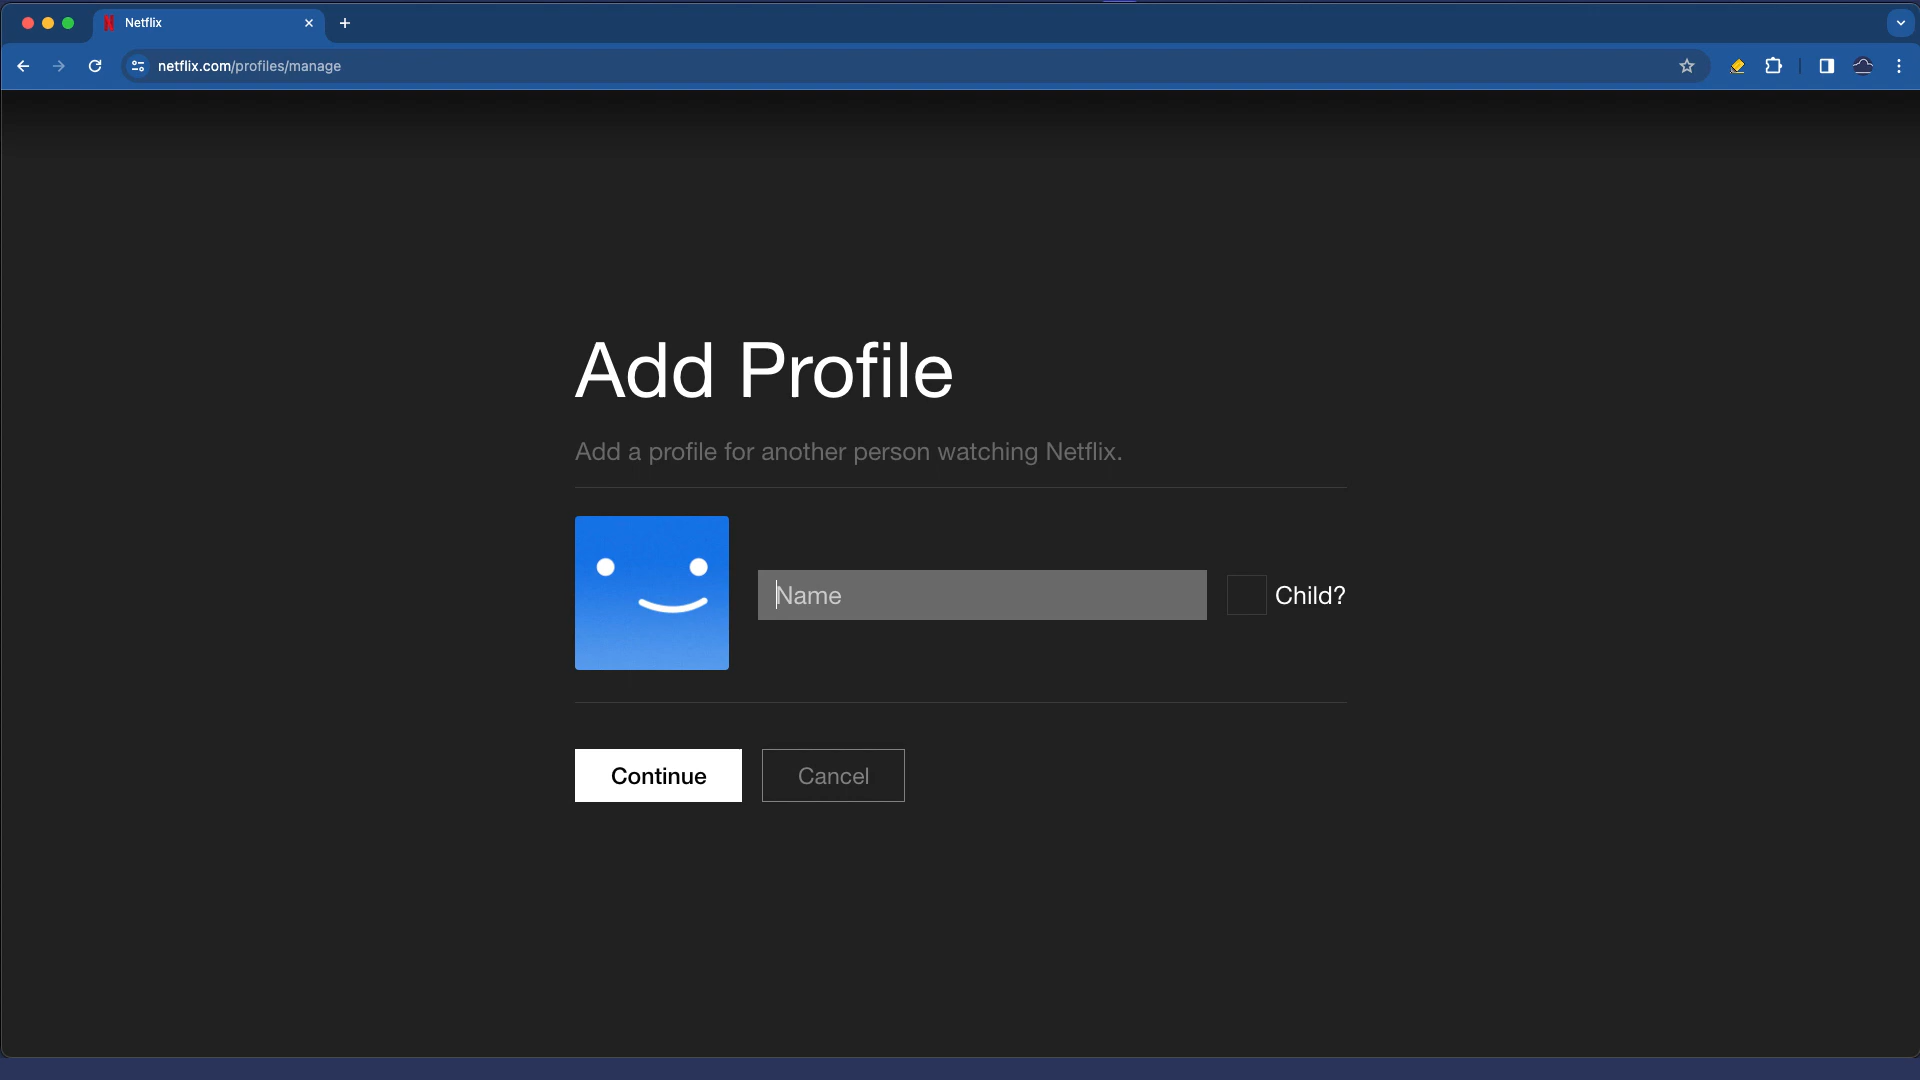 Netflix
netflix.com/profiles/manage
Add Profile
Add a profile for another person watching Netflix.
Name
Child?
Continue
Cancel